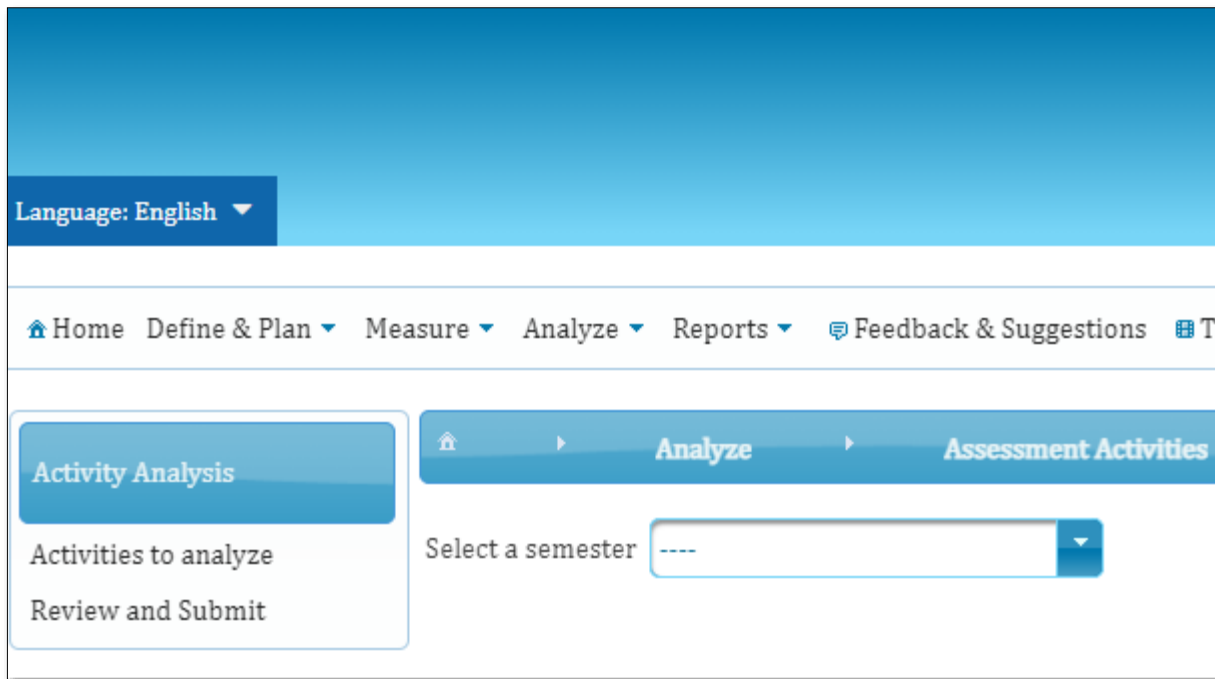 Language: English
Home Define & Plan Measure Analyze Reports Feedback & Suggestions T
Activity Analysis
Activities to analyze
Review and Submit
Analyze Assessment Activities
Select a semester ----